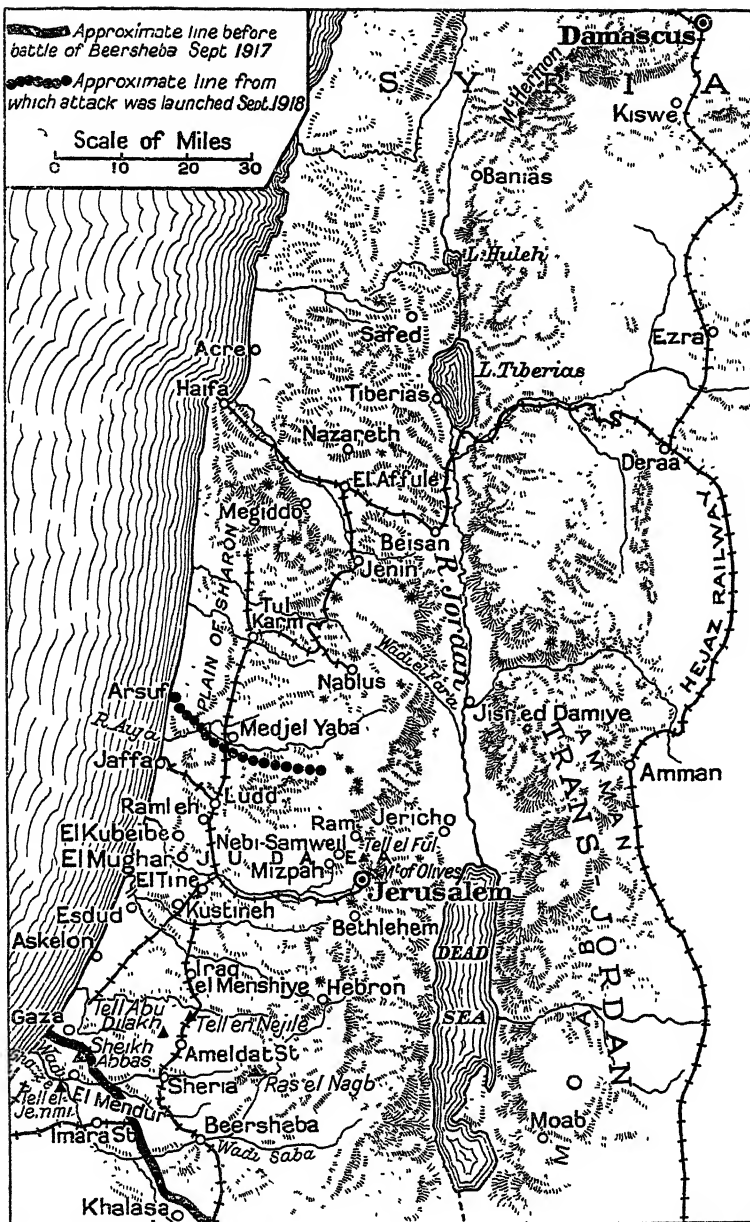 Approximate line before
battle of Beersheba Sept 1917
Approximate line from
which attack was launched Sept. 1918
Scale of Miles
0 10 20 30
Damascus
SYRIA
Mt Hermon
Kiswe
Banias
L. Huleh
Safed
Ezra
Acre
L. Tiberias
Haifa
Tiberias
Nazareth
Deraa
El Affule
Megiddo
HEJAZ RAILWAY
Beisan
Jenin
PLAIN OF SHARON
R. Jordan
Tul
Karm
Wadi el Fara
Nablus
Arsuf
Jisr ed Damiye
R. Auja
Medjel Yaba
Jaffa
AMMAN
Amman
TRANS-JORDAN
Ludd
Ramleh
Ram
Jericho
El Kubeibe
Nebi-Samweil
Tell el Ful
El Mughar
JUDAEA
Mizpah
Mt of Olives
El Tine
Jerusalem
Kustineh
Esdud
Bethlehem
Askelon
DEAD
SEA
Iraq
el Menshiye
Hebron
Gaza
Tell Abu
Dilakh
Tell en Nejile
Sheikh
Abbas
Ameldat St
Wadi
Sheria
Ras el Nagb
Tell el-
Jemmi
El Mendur
MOAB
Imara St
Beersheba
Moab
Wadi Saba
Khalasa